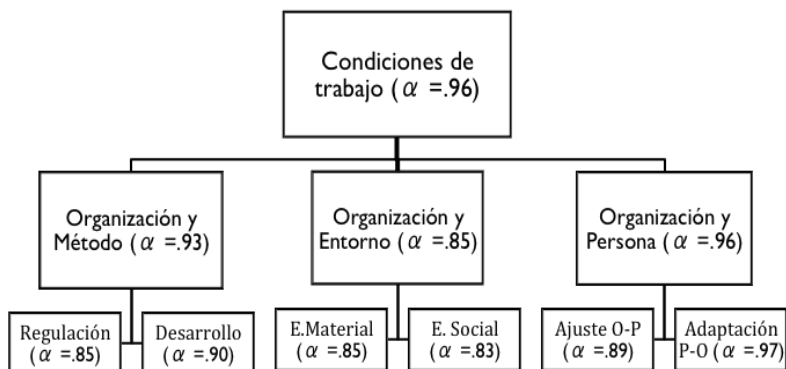 Condiciones de
trabajo ( α =.96)
Organización y
Método ( α =.93)
Organización y
Entorno ( α =.85)
Organización y
Persona ( α =.96)
Regulación
(α =.85)
Desarrollo
(α =.90)
E.Material
(α =.85)
E. Social
(α =.83)
Ajuste O-P
(α =.89)
Adaptación
P-O (α =.97)